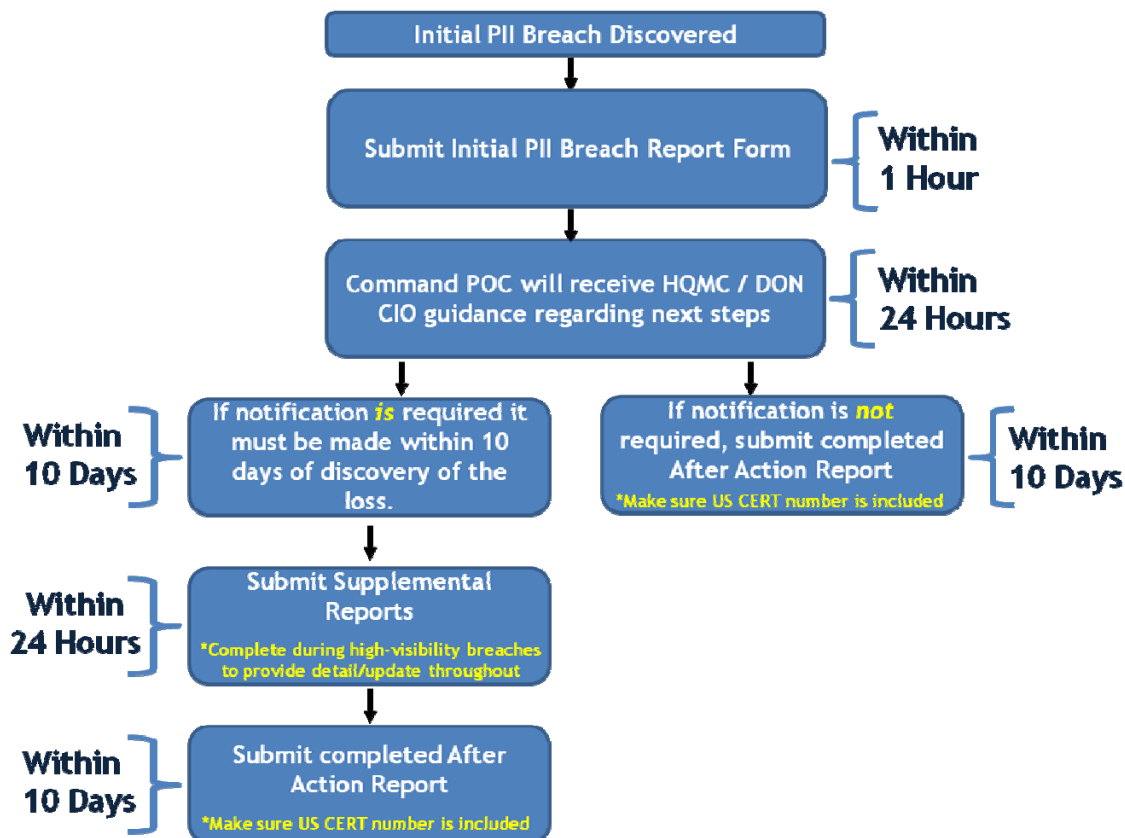 Initial PII Breach Discovered
Submit Initial PII Breach Report Form
Within
1 Hour
Command POC will receive HQMC / DON
CIO guidance regarding next steps
Within
24 Hours
Within
10 Days
If notification is required it
must be made within 10
days of discovery of the
loss.
If notification is not
required, submit completed
After Action Report
*Make sure US CERT number is included
Within
10 Days
Within
24 Hours
Submit Supplemental
Reports
*Complete during high-visibility breaches
to provide detail/update throughout
Within
10 Days
Submit completed After
Action Report
*Make sure US CERT number is included